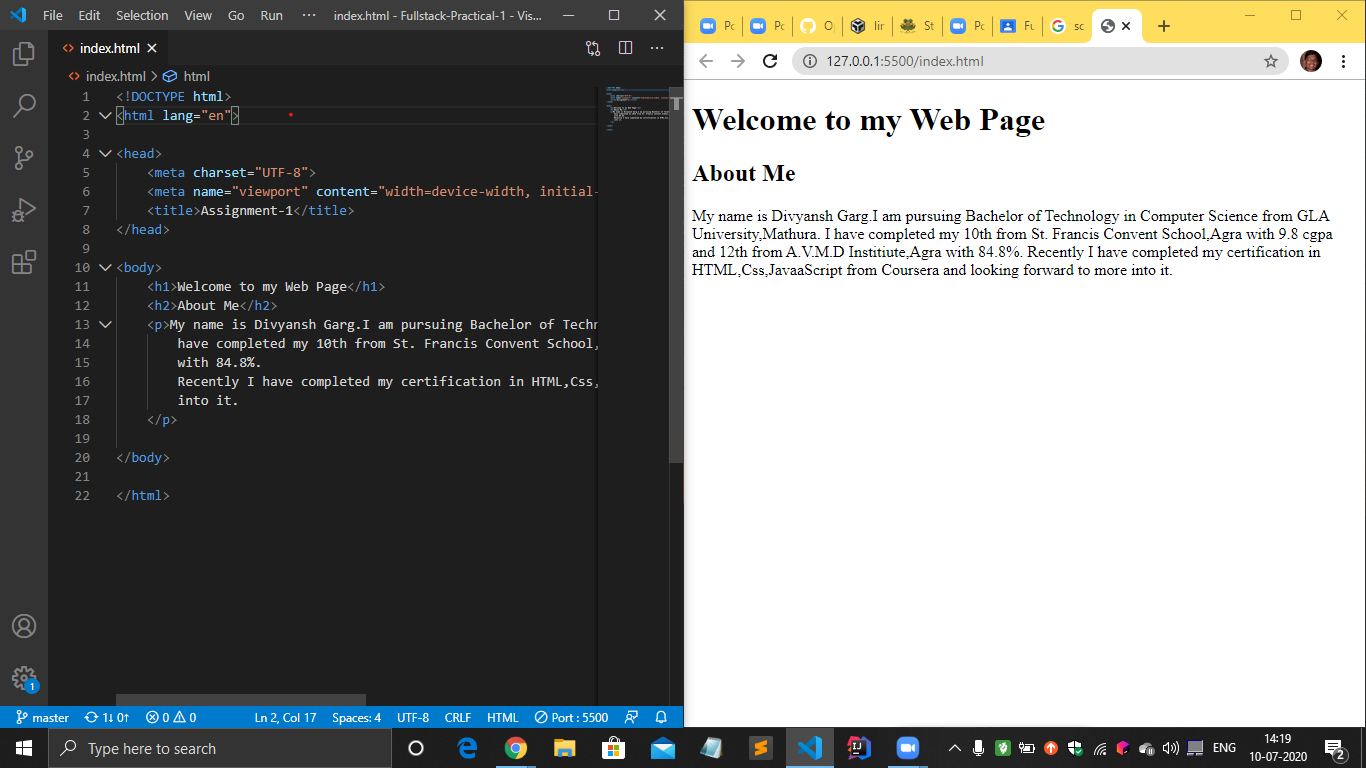 File Edit Selection View Go Run ··· index.html - Fullstack-Practical-1 - Vis...
index.html
index.html > html
1 <!DOCTYPE html>
2 <html lang="en">
3
4 <head>
5 <meta charset="UTF-8">
6 <meta name="viewport" content="width=device-width, initial-
7 <title>Assignment-1</title>
8 </head>
9
10 <body>
11 <h1>Welcome to my Web Page</h1>
12 <h2>About Me</h2>
13 <p>My name is Divyansh Garg.I am pursuing Bachelor of Techn
14 have completed my 10th from St. Francis Convent School,
15 with 84.8%.
16 Recently I have completed my certification in HTML,Css,
17 into it.
18 </p>
19
20 </body>
21
22 </html>
1
master 1↓ 0↑ 0 0 Ln 2, Col 17 Spaces: 4 UTF-8 CRLF HTML Port : 5500
Pc Pc O lir St Pc Fu sc
127.0.0.1:5500/index.html
Welcome to my Web Page
About Me
My name is Divyansh Garg.I am pursuing Bachelor of Technology in Computer Science from GLA
University,Mathura. I have completed my 10th from St. Francis Convent School,Agra with 9.8 cgpa
and 12th from A.V.M.D Institiute,Agra with 84.8%. Recently I have completed my certification in
HTML,Css,JavaaScript from Coursera and looking forward to more into it.
Type here to search
ENG
14:19
10-07-2020
2